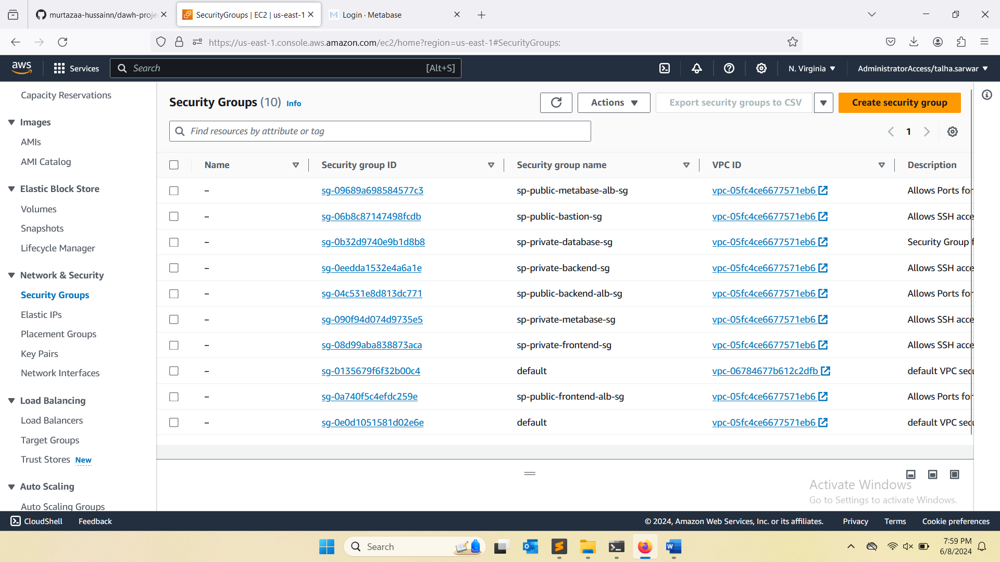 murtazaa-hussainn/dawh-proje
SecurityGroups | EC2 | us-east-1
Login · Metabase
https://us-east-1.console.aws.amazon.com/ec2/home?region=us-east-1#SecurityGroups:
aws
Services
Search
[Alt+S]
N. Virginia
AdministratorAccess/talha.sarwar
Capacity Reservations
Images
AMIs
AMI Catalog
Elastic Block Store
Volumes
Snapshots
Lifecycle Manager
Network & Security
Security Groups
Elastic IPs
Placement Groups
Key Pairs
Network Interfaces
Load Balancing
Load Balancers
Target Groups
Trust Stores New
Auto Scaling
Auto Scaling Groups
Security Groups (10) Info
Actions
Export security groups to CSV
Create security group
Find resources by attribute or tag
1
Name Security group ID Security group name VPC ID Description
– sg-09689a698584577c3 sp-public-metabase-alb-sg vpc-05fc4ce6677571eb6 Allows Ports for
– sg-06b8c87147498fcdb sp-public-bastion-sg vpc-05fc4ce6677571eb6 Allows SSH acce
– sg-0b32d9740e9b1d8b8 sp-private-database-sg vpc-05fc4ce6677571eb6 Security Group f
– sg-0eedda1532e4a6a1e sp-private-backend-sg vpc-05fc4ce6677571eb6 Allows SSH acce
– sg-04c531e8d813dc771 sp-public-backend-alb-sg vpc-05fc4ce6677571eb6 Allows Ports for
– sg-090f94d074d9735e5 sp-private-metabase-sg vpc-05fc4ce6677571eb6 Allows SSH acce
– sg-08d99aba838873aca sp-private-frontend-sg vpc-05fc4ce6677571eb6 Allows SSH acce
– sg-0135679f6f32b00c4 default vpc-06784677b612c2dfb default VPC secu
– sg-0a740f5c4efdc259e sp-public-frontend-alb-sg vpc-05fc4ce6677571eb6 Allows Ports for
– sg-0e0d1051581d02e6e default vpc-05fc4ce6677571eb6 default VPC secu
Activate Windows
Go to Settings to activate Windows.
CloudShell
Feedback
© 2024, Amazon Web Services, Inc. or its affiliates.
Privacy
Terms
Cookie preferences
Search
7:59 PM
6/8/2024